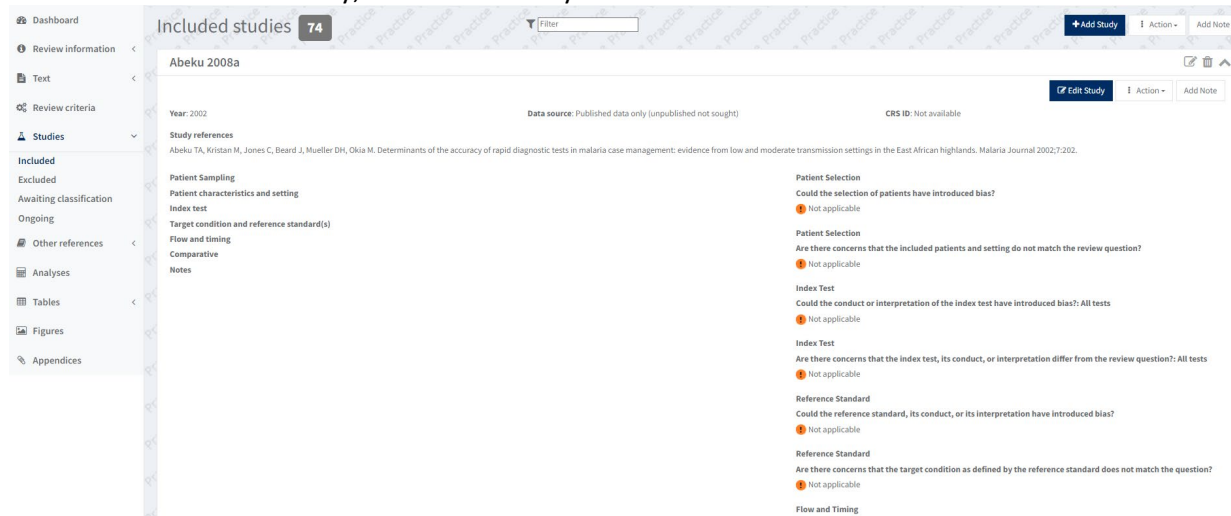 Dashboard
Review information
Text
Review criteria
Studies
Included
Excluded
Awaiting classification
Ongoing
Other references
Analyses
Tables
Figures
Appendices
Included studies 74
Filter
+Add Study
Action
Add Note
Abeku 2008a
Edit Study
Action
Add Note
Year: 2002
Data source: Published data only (unpublished not sought)
CRS ID: Not available
Study references
Abeku TA, Kristan M, Jones C, Beard J, Mueller DH, Okia M. Determinants of the accuracy of rapid diagnostic tests in malaria case management: evidence from low and moderate transmission settings in the East African highlands. Malaria Journal 2002;7:202.
Patient Sampling
Patient characteristics and setting
Index test
Target condition and reference standard(s)
Flow and timing
Comparative
Notes
Patient Selection
Could the selection of patients have introduced bias?
Not applicable
Patient Selection
Are there concerns that the included patients and setting do not match the review question?
Not applicable
Index Test
Could the conduct or interpretation of the index test have introduced bias?: All tests
Not applicable
Index Test
Are there concerns that the index test, its conduct, or interpretation differ from the review question?: All tests
Not applicable
Reference Standard
Could the reference standard, its conduct, or its interpretation have introduced bias?
Not applicable
Reference Standard
Are there concerns that the target condition as defined by the reference standard does not match the question?
Not applicable
Flow and Timing